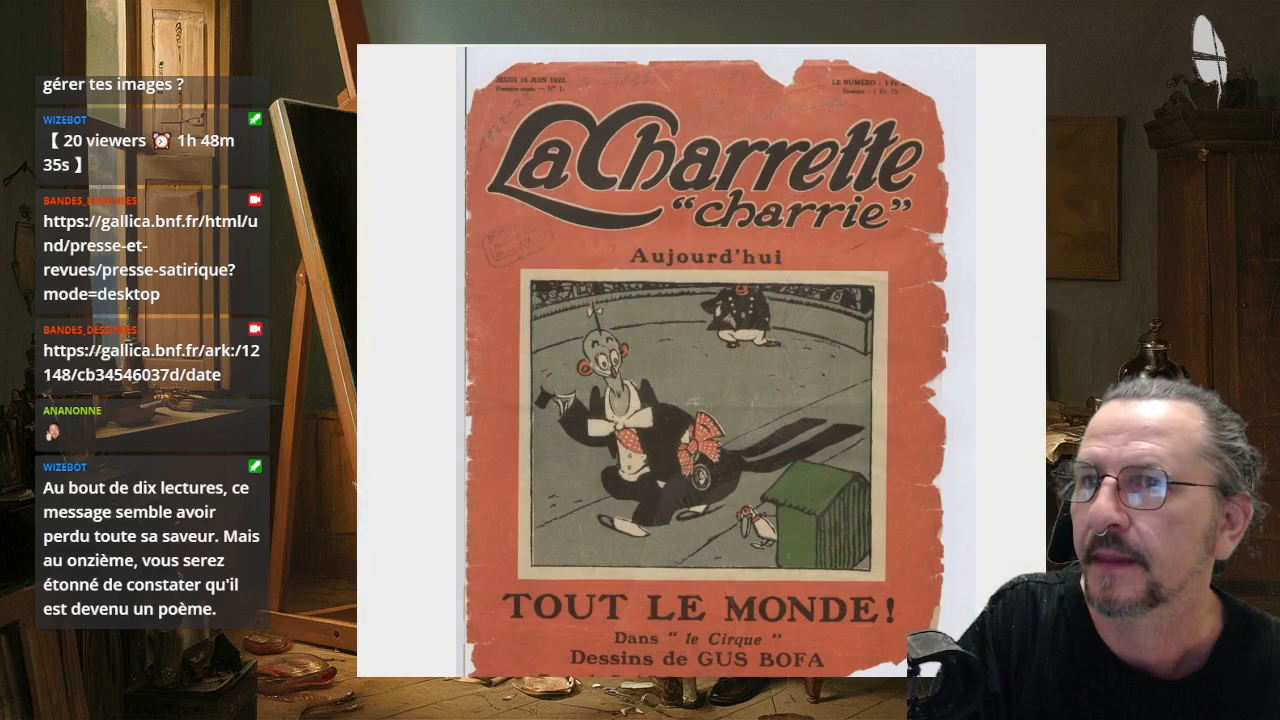 gérer tes images ?
WIZEBOT
【 20 viewers ⏰ 1h 48m
35s 】
https://gallica.bnf.fr/html/u
nd/presse-et-
revues/presse-satirique?
mode=desktop
https://gallica.bnf.fr/ark:/12
148/cb34546037d/date
ANANONNE
WIZEBOT
Au bout de dix lectures, ce
message semble avoir
perdu toute sa saveur. Mais
au onzième, vous serez
étonné de constater qu'il
est devenu un poème.
JEUDI 15 JUIN 1922.
Première année. — N° 1.
LE NUMÉRO : 1
La Charrette
“charrie”
Aujourd'hui
TOUT LE MONDE!
Dans “ le Cirque ”
Dessins de GUS BOFA